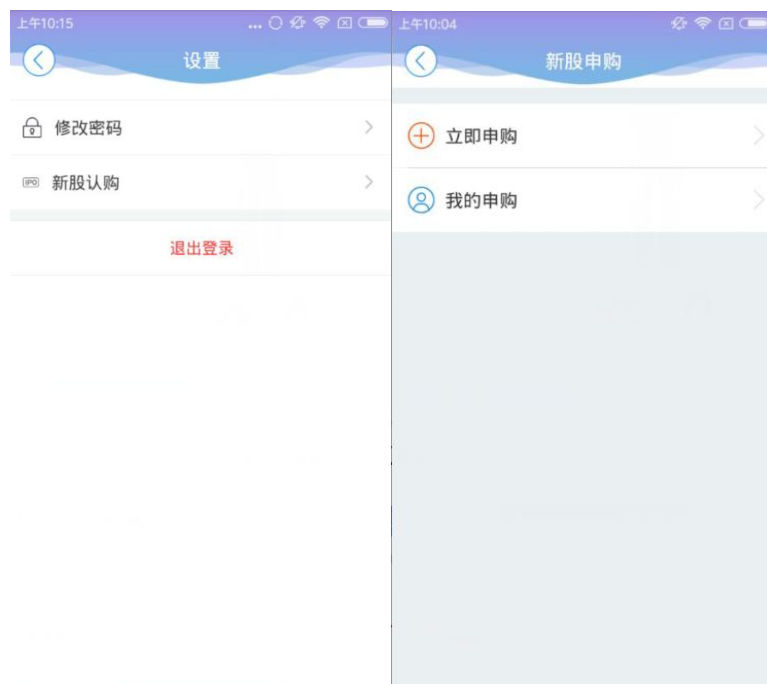 上午10:15
...
设置
修改密码
IPO 新股认购
退出登录
上午10:04
新股申购
立即申购
我的申购